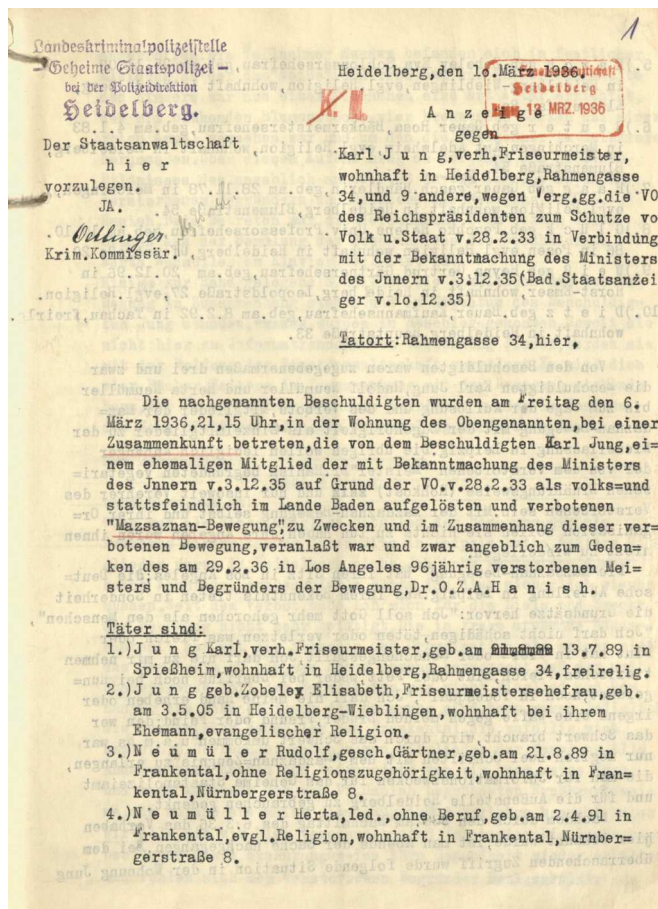 1
Landeskriminalpolizeistelle
– Geheime Staatspolizei –
bei der Polizeidirektion
Heidelberg.
Heidelberg,den 10.März 1936.
Heidelberg
12 MRZ. 1936
A n z e i g e
gegen
Der Staatsanwaltschaft
h i e r
vorzulegen.
JA.
Oettinger
Krim.Kommissär.
Karl J u n g,verh.Friseurmeister,
wohnhaft in Heidelberg,Rahmengasse
34,und 9 andere,wegen Verg.gg.die VO
des Reichspräsidenten zum Schutze vo
Volk u.Staat v.28.2.33 in Verbindung
mit der Bekanntmachung des Ministers
des Jnnern v.3.12.35(Bad.Staatsanzei
ger v.10.12.35)
Tatort:Rahmengasse 34,hier,
Die nachgenannten Beschuldigten wurden am Freitag den 6.
März 1936,21,15 Uhr,in der Wohnung des Obengenannten,bei einer
Zusammenkunft betreten,die von dem Beschuldigten Karl Jung,ei=
nem ehemaligen Mitglied der mit Bekanntmachung des Ministers
des Jnnern v.3.12.35 auf Grund der VO.v.28.2.33 als volks=und
stattsfeindlich im Lande Baden aufgelösten und verbotenen
"Mazsaznan-Bewegung",zu Zwecken und im Zusammenhang dieser ver=
botenen Bewegung,veranlaßt war und zwar angeblich zum Geden=
ken des am 29.2.36 in Los Angeles 96jährig verstorbenen Mei=
sters und Begründers der Bewegung,Dr.O.Z.A.H a n i s h.
Täter sind:
1.)J u n g Karl,verh.Friseurmeister,geb.am 13.7.89 in
Spießheim,wohnhaft in Heidelberg,Rahmengasse 34,freirelig.
2.)J u n g geb.Zobeley Elisabeth,Friseurmeistersehefrau,geb.
am 3.5.05 in Heidelberg-Wieblingen,wohnhaft bei ihrem
Ehemann,evangelischer Religion.
3.)N e u m ü l l e r Rudolf,gesch.Gärtner,geb.am 21.8.89 in
Frankental,ohne Religionszugehörigkeit,wohnhaft in Fran=
kental,Nürnbergerstraße 8.
4.)N e u m ü l l e r Herta,led.,ohne Beruf,geb.am 2.4.91 in
Frankental,evgl.Religion,wohnhaft in Frankental,Nürnber=
gerstraße 8.